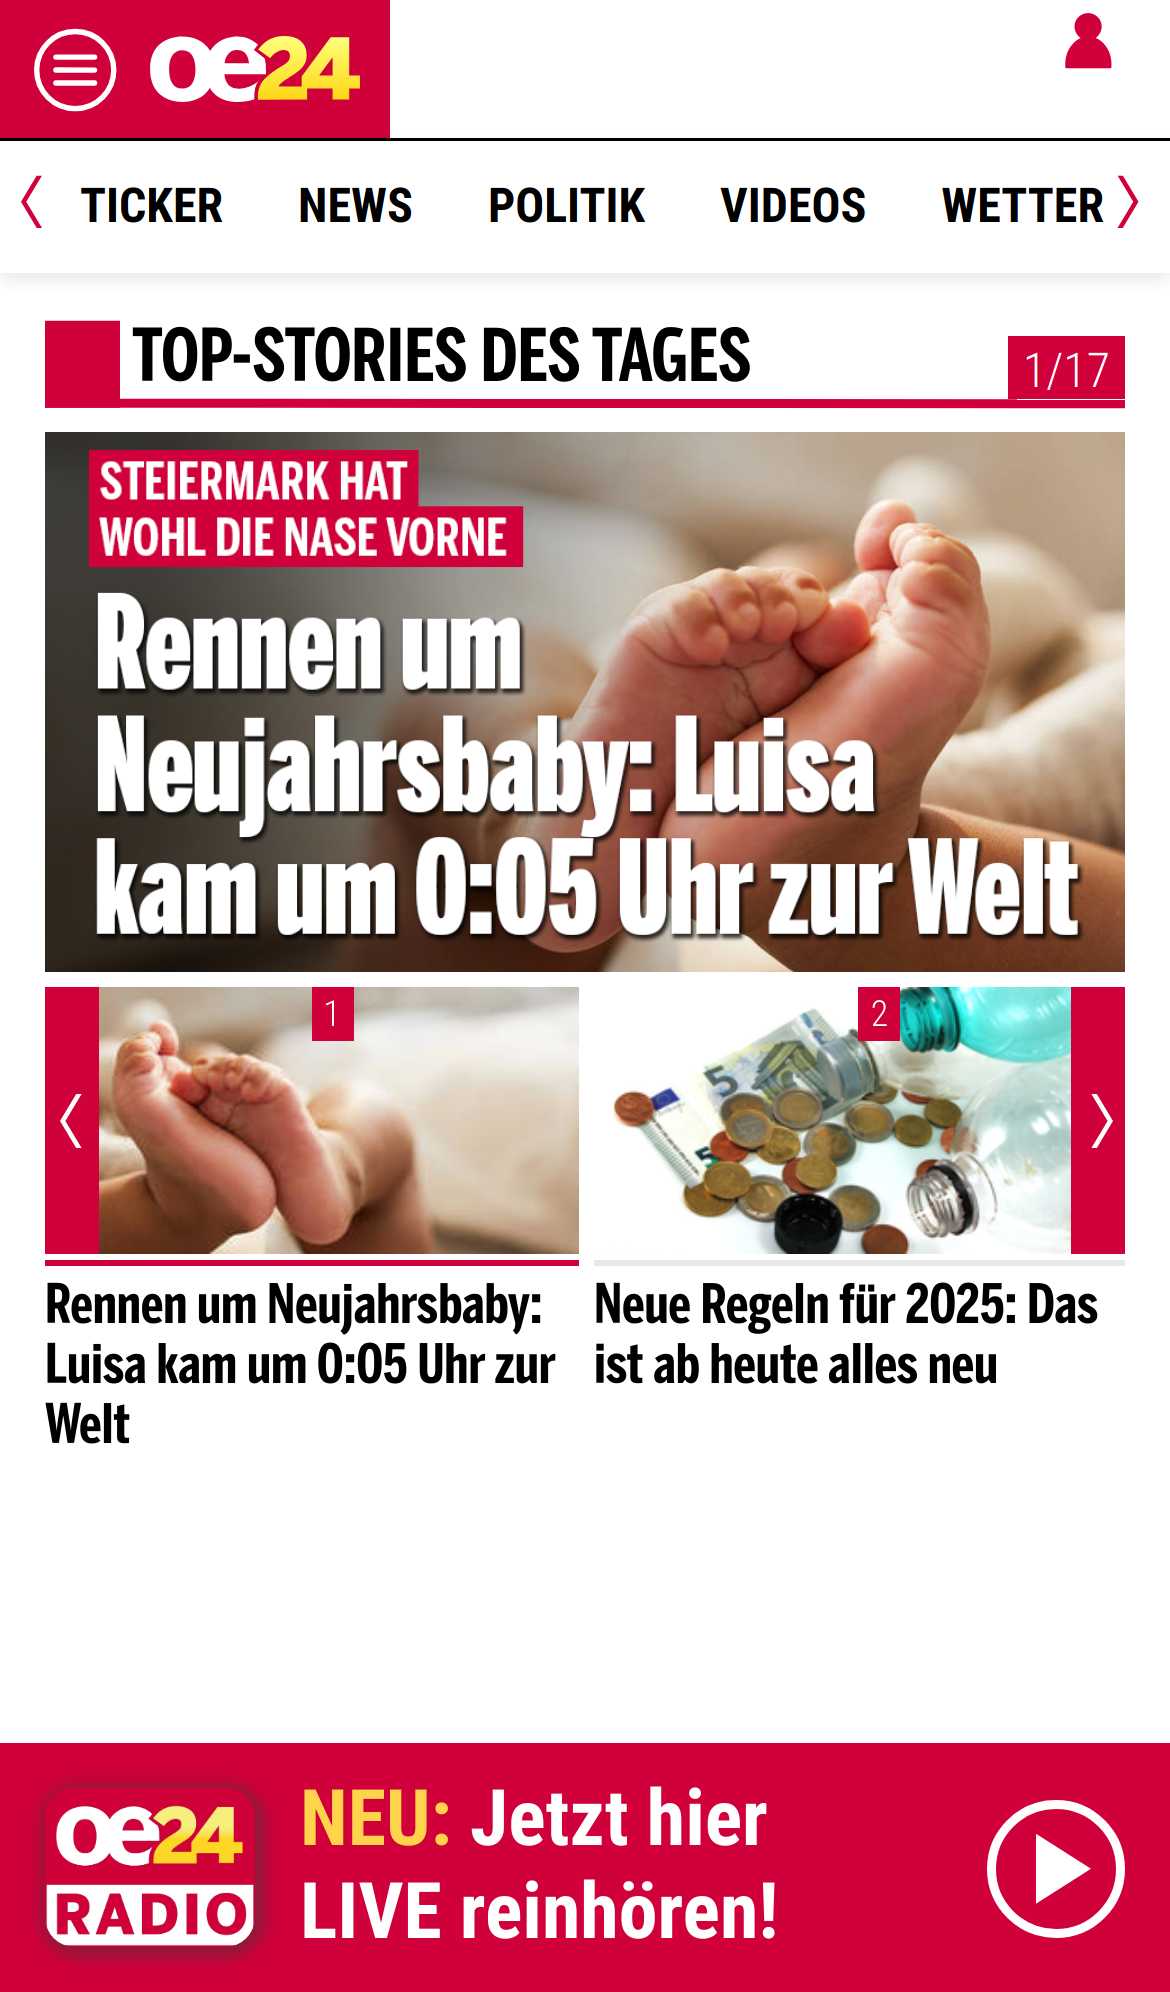 oe24
TICKER NEWS POLITIK VIDEOS WETTER
TOP-STORIES DES TAGES
1/17
STEIERMARK HAT
WOHL DIE NASE VORNE
Rennen um
Neujahrsbaby: Luisa
kam um 0:05 Uhr zur Welt
1
2
5
5
Rennen um Neujahrsbaby:
Luisa kam um 0:05 Uhr zur
Welt
Neue Regeln für 2025: Das
ist ab heute alles neu
oe24
RADIO
NEU: Jetzt hier
LIVE reinhören!